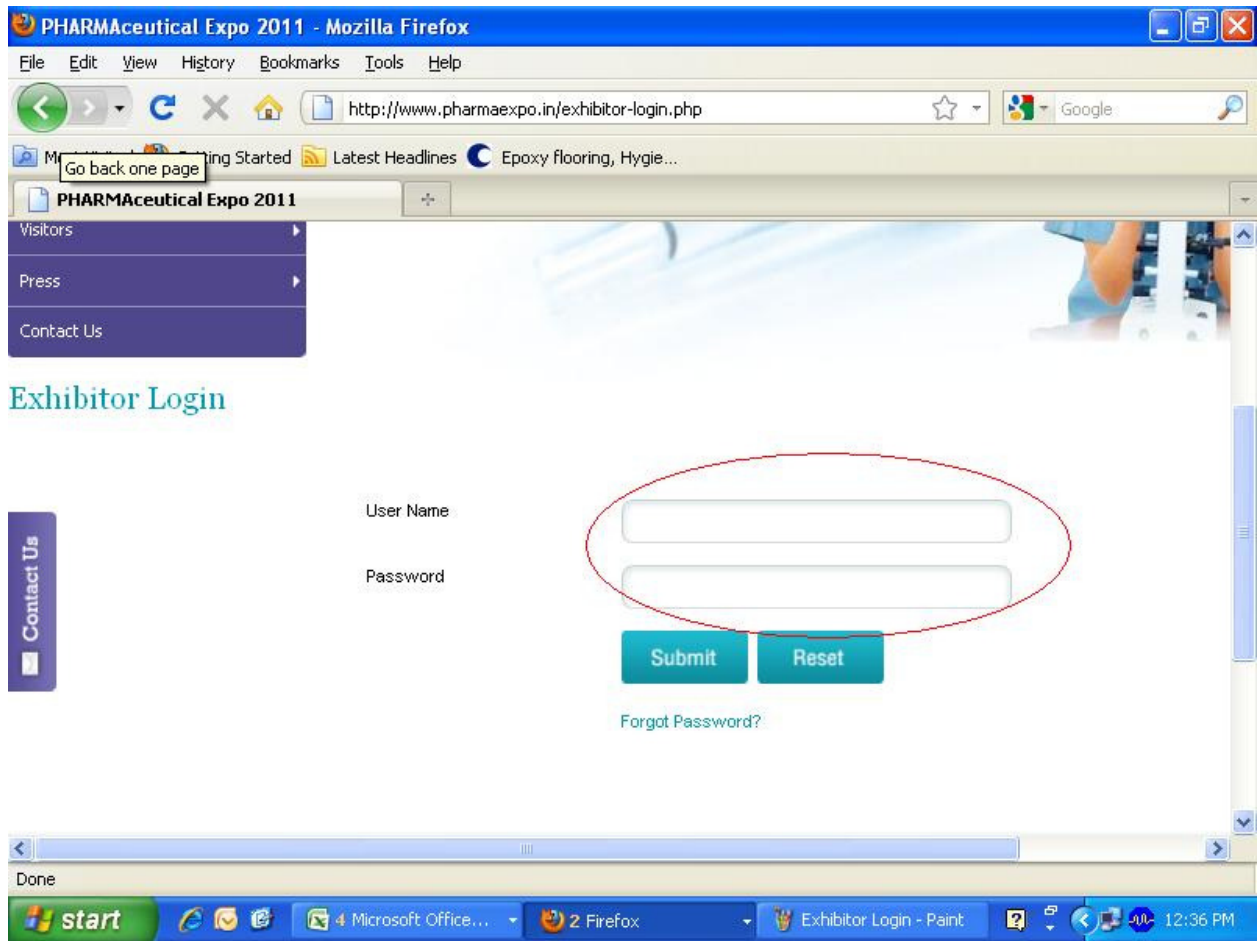 PHARMAceutical Expo 2011 - Mozilla Firefox
File Edit View History Bookmarks Tools Help
http://www.pharmaexpo.in/exhibitor-login.php
Google
Getting Started Latest Headlines Epoxy flooring, Hygie...
Go back one page
PHARMAceutical Expo 2011
Visitors
Press
Contact Us
Exhibitor Login
User Name
Contact Us
Password
Submit Reset
Forgot Password?
Done
start 4 Microsoft Office... 2 Firefox Exhibitor Login - Paint 12:36 PM